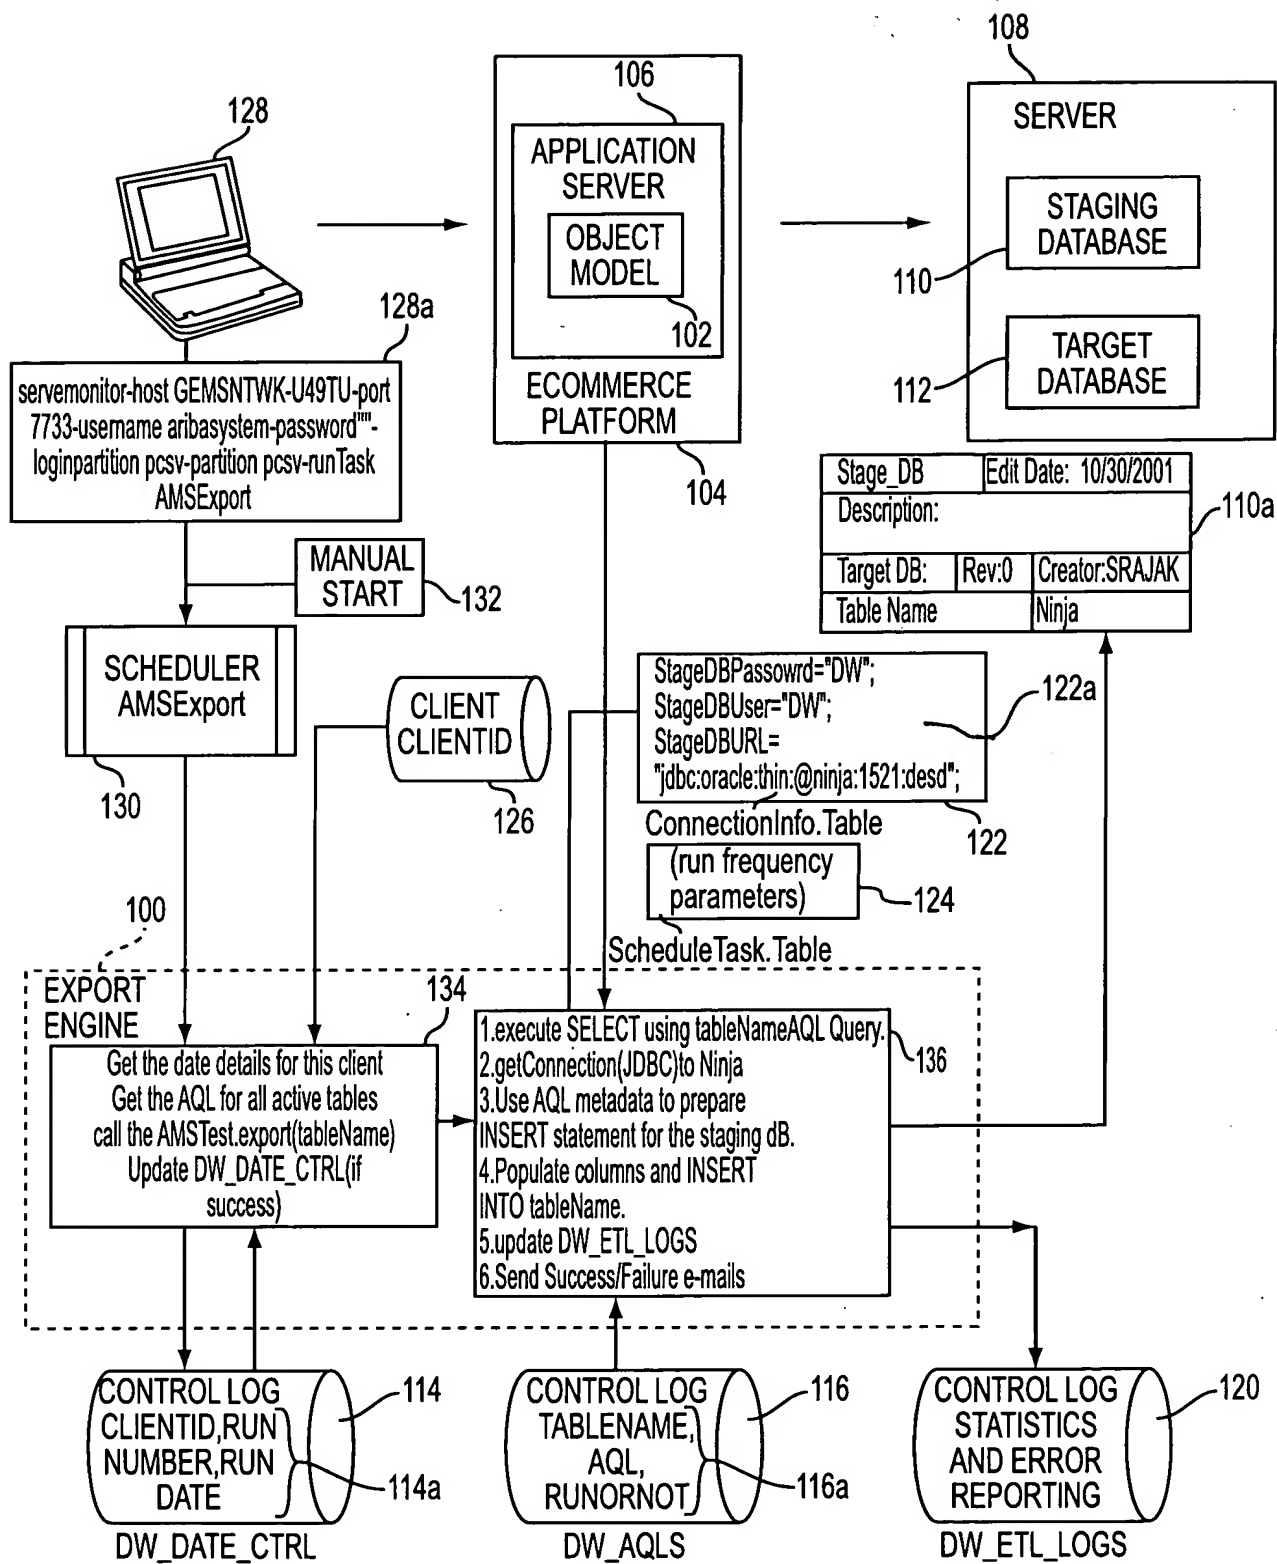 108
SERVER
STAGING
DATABASE
110
TARGET
DATABASE
112
106
APPLICATION
SERVER
OBJECT
MODEL
102
ECOMMERCE
PLATFORM
104
128
128a
servemonitor-host GEMSNTWK-U49TU-port
7733-username aribasystem-password""-
loginpartition pcsv-partition pcsv-runTask
AMSExport
MANUAL
START
132
SCHEDULER
AMSExport
130
CLIENT
CLIENTID
126
Stage_DB
Edit Date: 10/30/2001
Description:
Target DB:
Rev:0
Creator:SRAJAK
Table Name
Ninja
110a
StageDBPassowrd="DW";
StageDBUser="DW";
StageDBURL=
"jdbc:oracle:thin:@ninja:1521:desd";
122a
122
ConnectionInfo.Table
(run frequency
parameters)
124
ScheduleTask.Table
100
EXPORT
ENGINE
134
Get the date details for this client
Get the AQL for all active tables
call the AMSTest.export(tableName)
Update DW_DATE_CTRL(if
success)
1.execute SELECT using tableNameAQL Query.
2.getConnection(JDBC)to Ninja
3.Use AQL metadata to prepare
INSERT statement for the staging dB.
4.Populate columns and INSERT
INTO tableName.
5.update DW_ETL_LOGS
6.Send Success/Failure e-mails
136
CONTROL LOG
CLIENTID,RUN
NUMBER,RUN
DATE
114
114a
DW_DATE_CTRL
CONTROL LOG
TABLENAME,
AQL,
RUNORNOT
116
116a
DW_AQLS
CONTROL LOG
STATISTICS
AND ERROR
REPORTING
120
DW_ETL_LOGS